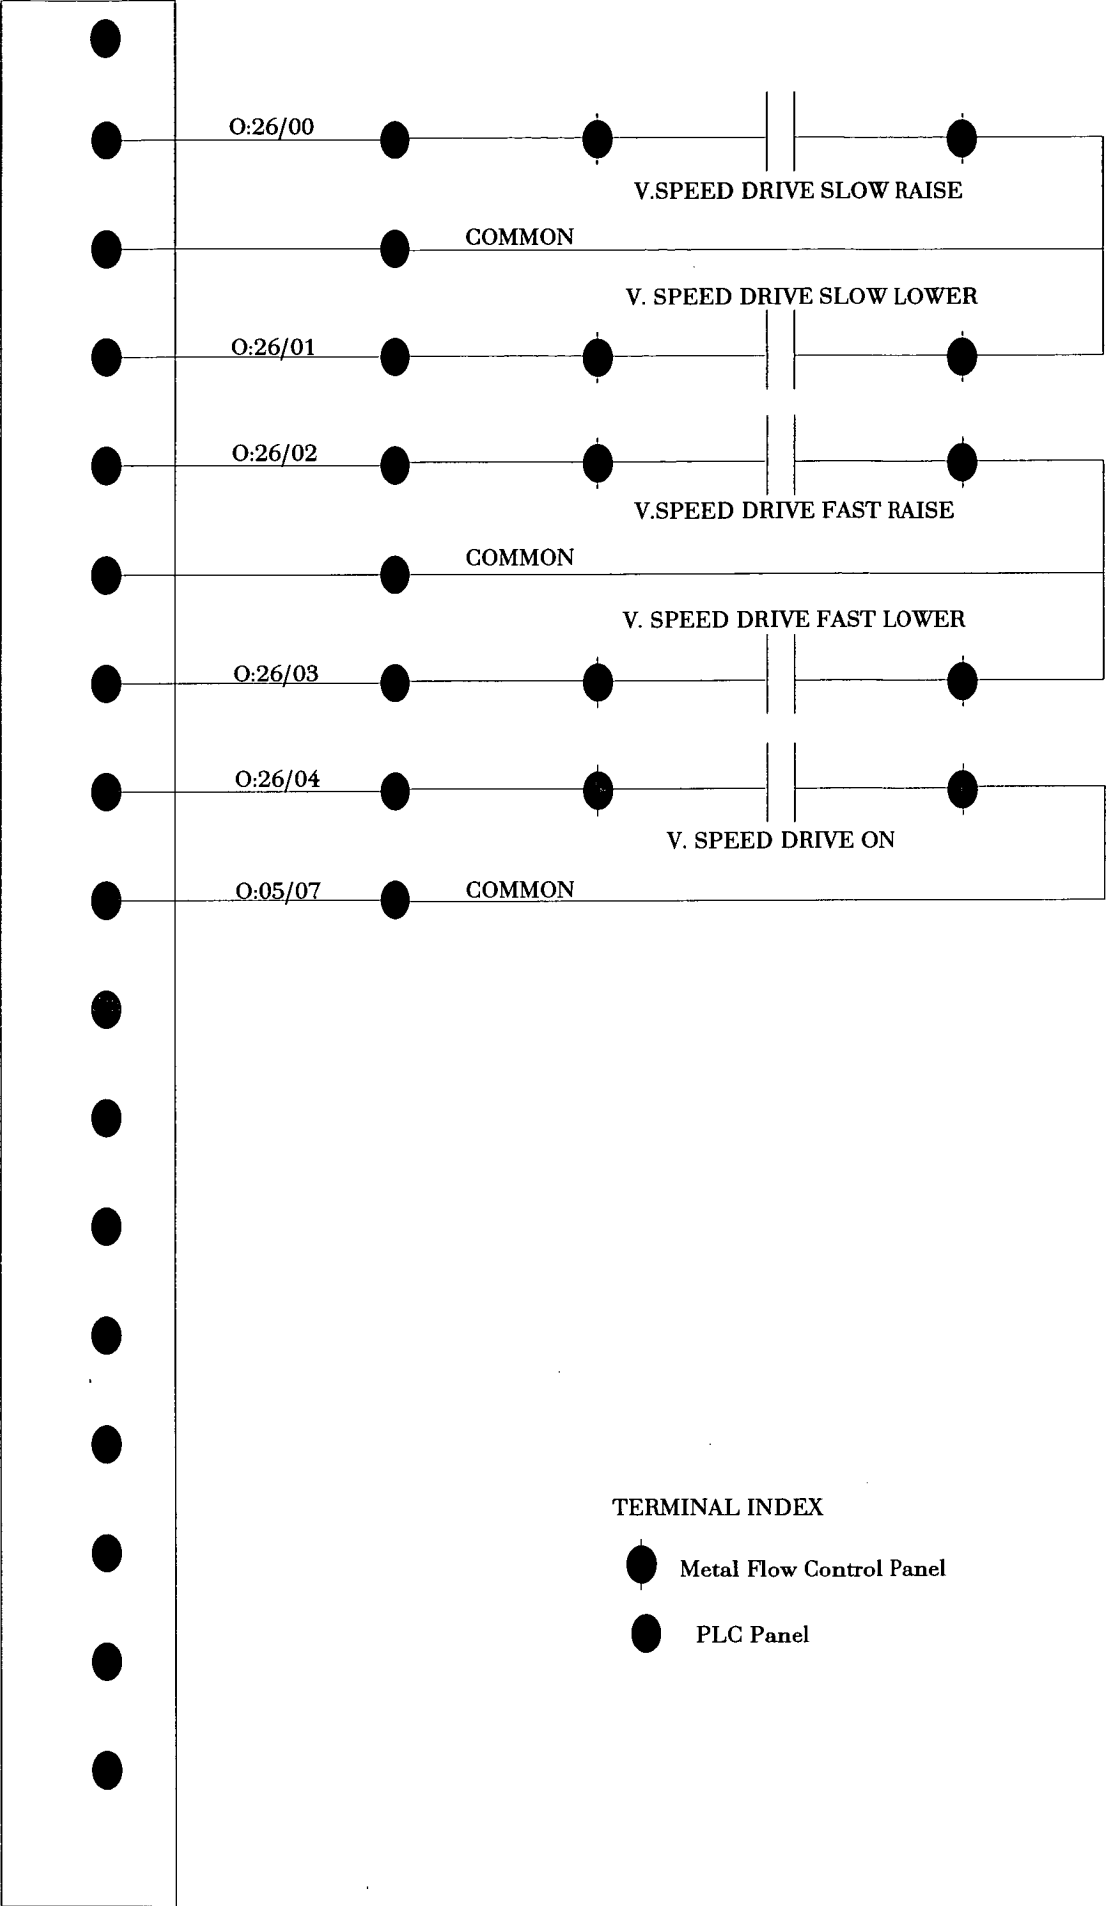 O:26/00
V.SPEED DRIVE SLOW RAISE
COMMON
V. SPEED DRIVE SLOW LOWER
O:26/01
O:26/02
V.SPEED DRIVE FAST RAISE
COMMON
V. SPEED DRIVE FAST LOWER
O:26/03
O:26/04
V. SPEED DRIVE ON
O:05/07
COMMON
TERMINAL INDEX
Metal Flow Control Panel
PLC Panel